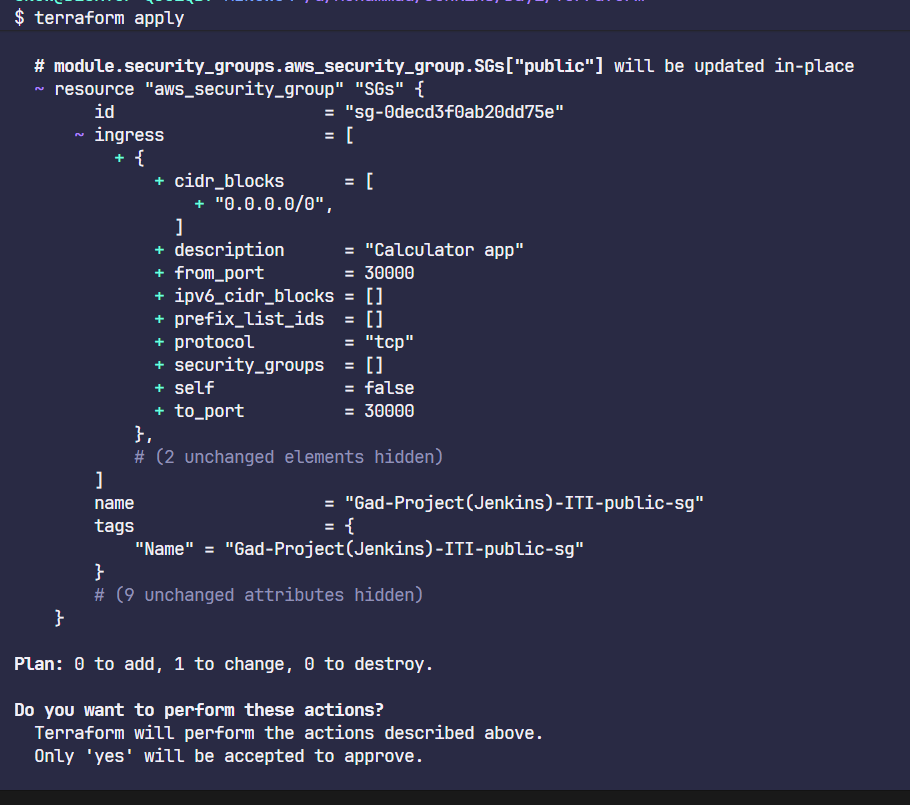 $ terraform apply
# module.security_groups.aws_security_group.SGs["public"] will be updated in-place
~ resource "aws_security_group" "SGs" {
id = "sg-0decd3f0ab20dd75e"
~ ingress = [
+ {
+ cidr_blocks = [
+ "0.0.0.0/0",
]
+ description = "Calculator app"
+ from_port = 30000
+ ipv6_cidr_blocks = []
+ prefix_list_ids = []
+ protocol = "tcp"
+ security_groups = []
+ self = false
+ to_port = 30000
},
# (2 unchanged elements hidden)
]
name = "Gad-Project(Jenkins)-ITI-public-sg"
tags = {
"Name" = "Gad-Project(Jenkins)-ITI-public-sg"
}
# (9 unchanged attributes hidden)
}
Plan: 0 to add, 1 to change, 0 to destroy.
Do you want to perform these actions?
Terraform will perform the actions described above.
Only 'yes' will be accepted to approve.